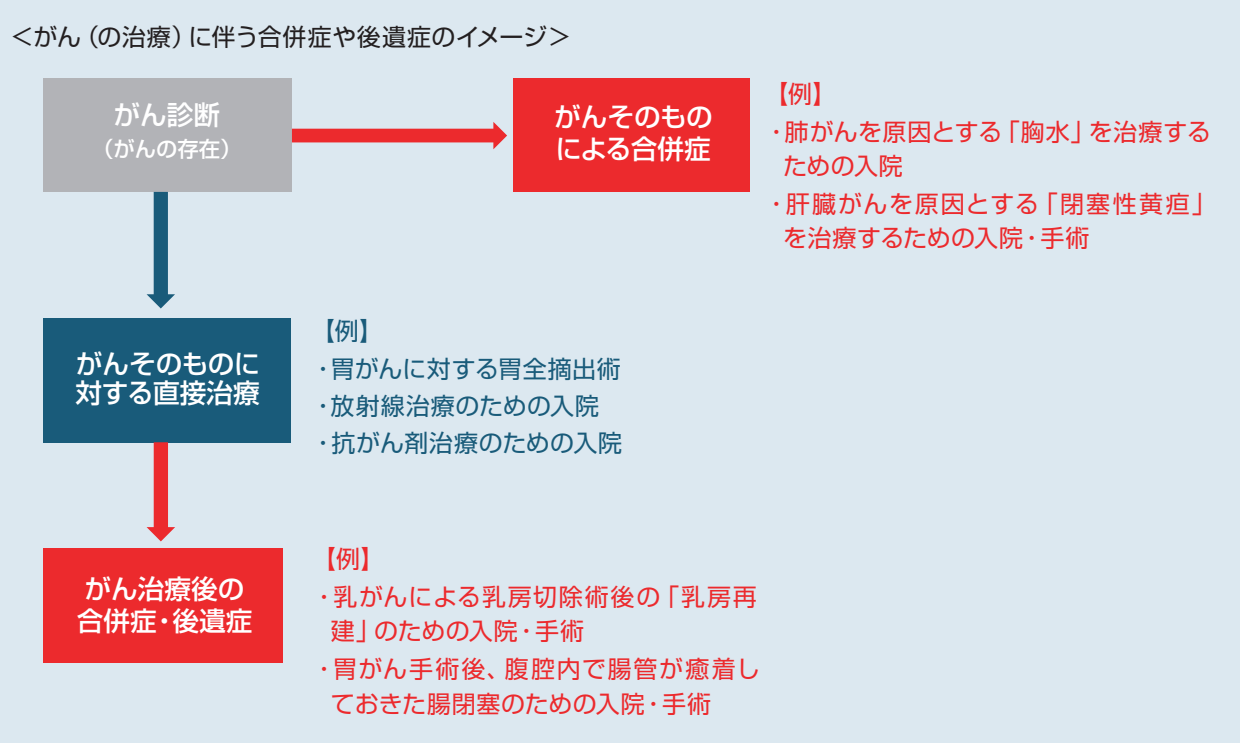 ＜がん（の治療）に伴う合併症や後遺症のイメージ＞
がん診断
（がんの存在）
がんそのもの
による合併症
【例】
・肺がんを原因とする「胸水」を治療する
ための入院
・肝臓がんを原因とする「閉塞性黄疸」
を治療するための入院・手術
がんそのものに
対する直接治療
【例】
・胃がんに対する胃全摘出術
・放射線治療のための入院
・抗がん剤治療のための入院
がん治療後の
合併症・後遺症
【例】
・乳がんによる乳房切除術後の「乳房再
建」のための入院・手術
・胃がん手術後、腹腔内で腸管が癒着し
ておきた腸閉塞のための入院・手術